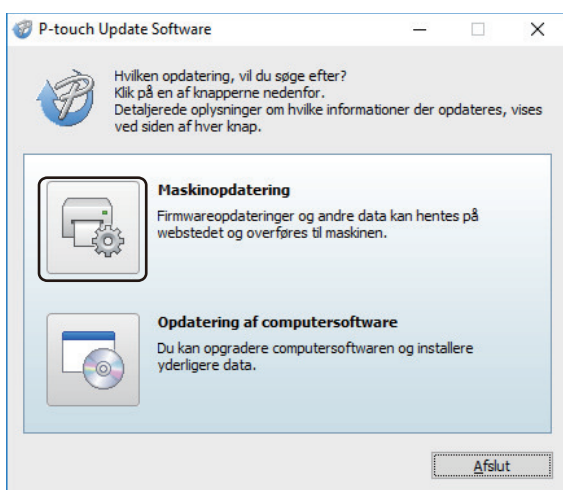 P-touch Update Software
Hvilken opdatering, vil du søge efter?
Klik på en af knapperne nedenfor.
Detaljerede oplysninger om hvilke informationer der opdateres, vises
ved siden af hver knap.
Maskinopdatering
Firmwareopdateringer og andre data kan hentes på
webstedet og overføres til maskinen.
Opdatering af computersoftware
Du kan opgradere computersoftwaren og installere
yderligere data.
Afslut